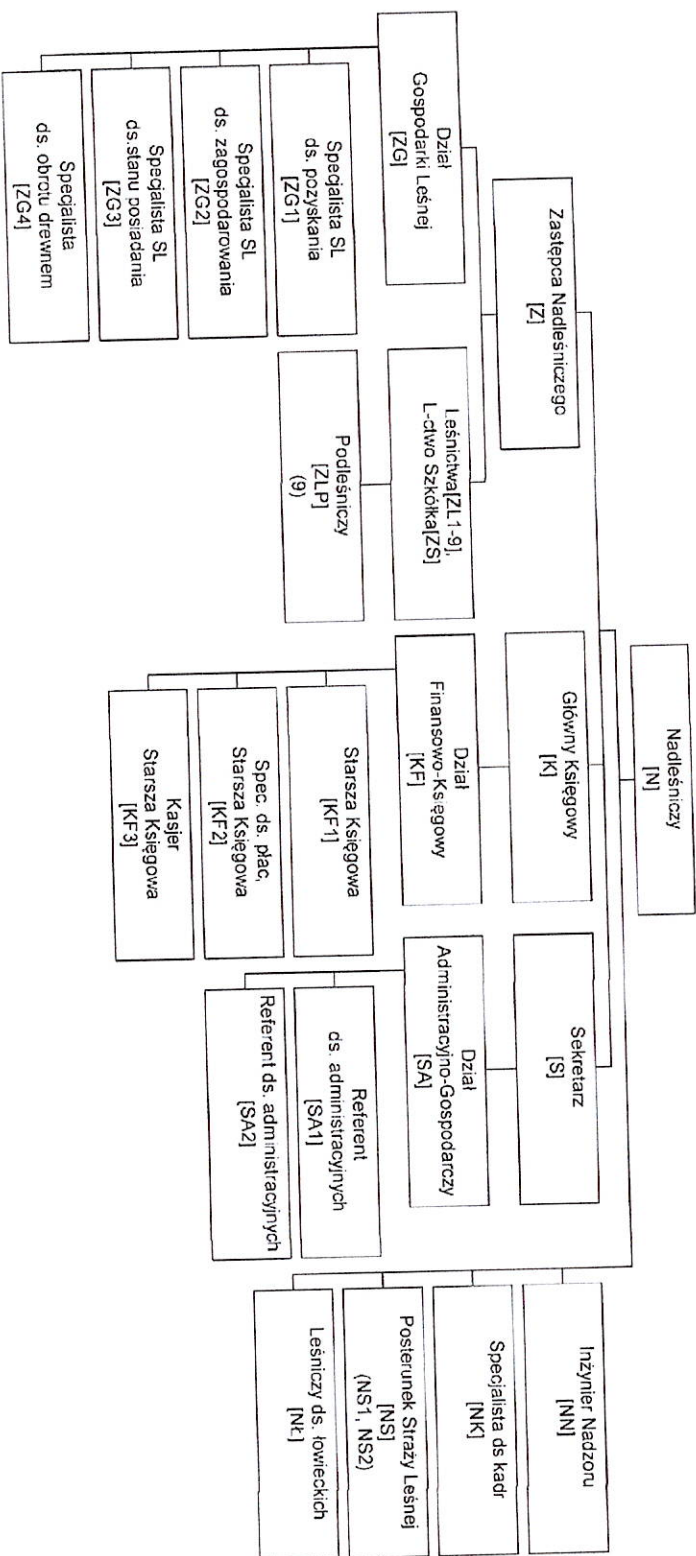 Nadleśniczy
[N]
Zastępca Nadleśniczego
[Z]
Główny Księgowy
[K]
Sekretarz
[S]
Inżynier Nadzoru
[NN]
Specjalista ds kadr
[NK]
Posterunek Straży Leśnej
[NS]
(NS1, NS2)
Leśniczy ds. łowieckich
[NŁ]
Dział
Gospodarki Leśnej
[ZG]
Leśnictwa[ZL1-9],
L-ctwo Szkółka[ZS]
Dział
Finansowo-Księgowy
[KF]
Dział
Administracyjno-Gospodarczy
[SA]
Specjalista SL
ds. pozyskania
[ZG1]
Specjalista SL
ds. zagospodarowania
[ZG2]
Specjalista SL
ds.stanu posiadania
[ZG3]
Specjalista
ds. obrotu drewnem
[ZG4]
Podleśniczy
[ZLP]
(9)
Starsza Księgowa
[KF1]
Spec. ds. płac,
Starsza Księgowa
[KF2]
Kasjer
Starsza Księgowa
[KF3]
Referent
ds. administracyjnych
[SA1]
Referent ds. administracyjnych
[SA2]